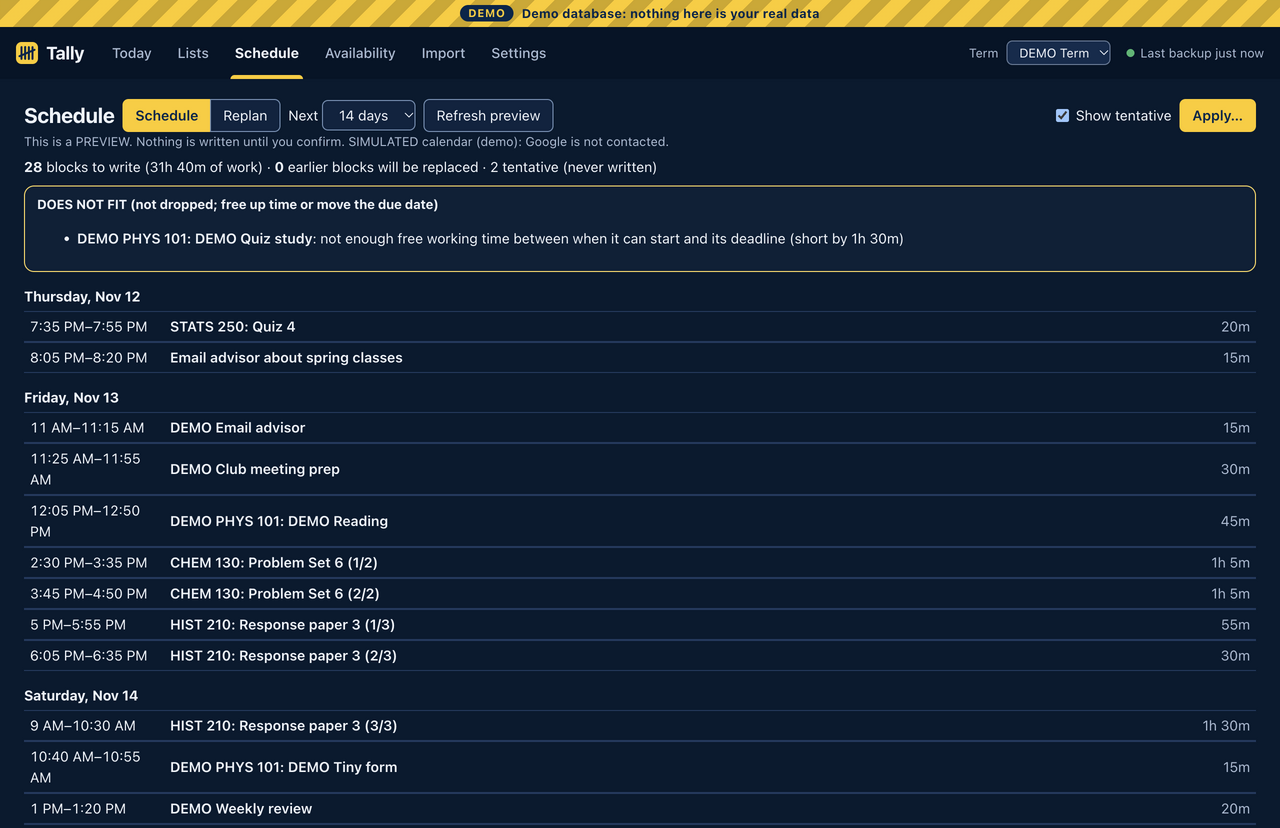 DEMO Demo database: nothing here is your real data
Tally Today Lists Schedule Availability Import Settings Term DEMO Term Last backup just now
Schedule Schedule Replan Next 14 days Refresh preview Show tentative Apply...
This is a PREVIEW. Nothing is written until you confirm. SIMULATED calendar (demo): Google is not contacted.
28 blocks to write (31h 40m of work) · 0 earlier blocks will be replaced · 2 tentative (never written)
DOES NOT FIT (not dropped; free up time or move the due date)
• DEMO PHYS 101: DEMO Quiz study: not enough free working time between when it can start and its deadline (short by 1h 30m)
Thursday, Nov 12
7:35 PM–7:55 PM STATS 250: Quiz 4 20m
8:05 PM–8:20 PM Email advisor about spring classes 15m
Friday, Nov 13
11 AM–11:15 AM DEMO Email advisor 15m
11:25 AM–11:55
AM DEMO Club meeting prep 30m
12:05 PM–12:50
PM DEMO PHYS 101: DEMO Reading 45m
2:30 PM–3:35 PM CHEM 130: Problem Set 6 (1/2) 1h 5m
3:45 PM–4:50 PM CHEM 130: Problem Set 6 (2/2) 1h 5m
5 PM–5:55 PM HIST 210: Response paper 3 (1/3) 55m
6:05 PM–6:35 PM HIST 210: Response paper 3 (2/3) 30m
Saturday, Nov 14
9 AM–10:30 AM HIST 210: Response paper 3 (3/3) 1h 30m
10:40 AM–10:55
AM DEMO PHYS 101: DEMO Tiny form 15m
1 PM–1:20 PM DEMO Weekly review 20m